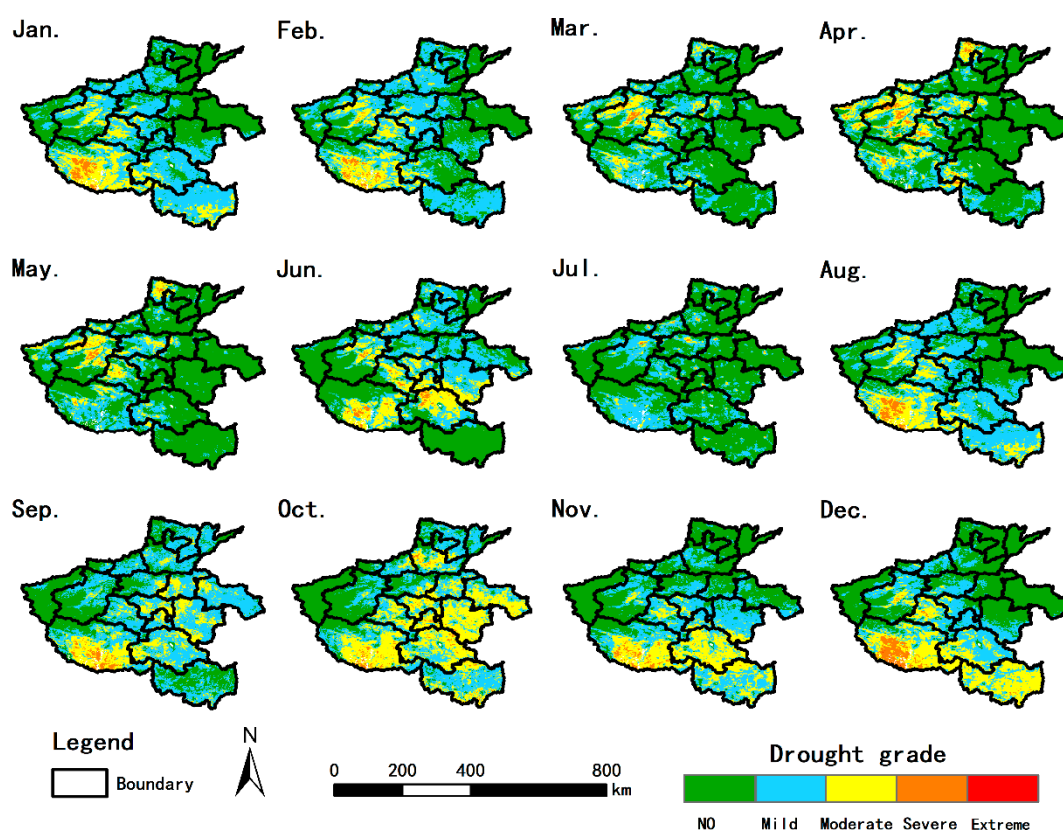 Jan.
Feb.
Mar.
Apr.
May.
Jun.
Jul.
Aug.
Sep.
Oct.
Nov.
Dec.
Legend
Boundary
N
0 200 400 800
km
Drought grade
NO Mild Moderate Severe Extreme